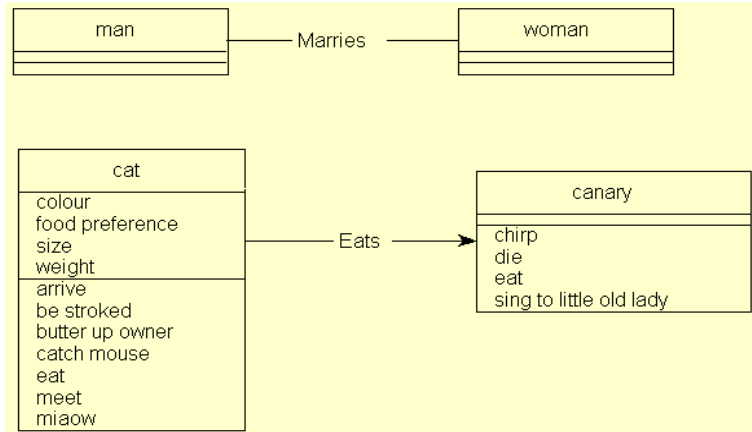 man
Marries
woman
cat
colour
food preference
size
weight
arrive
be stroked
butter up owner
catch mouse
eat
meet
miaow
Eats
canary
chirp
die
eat
sing to little old lady